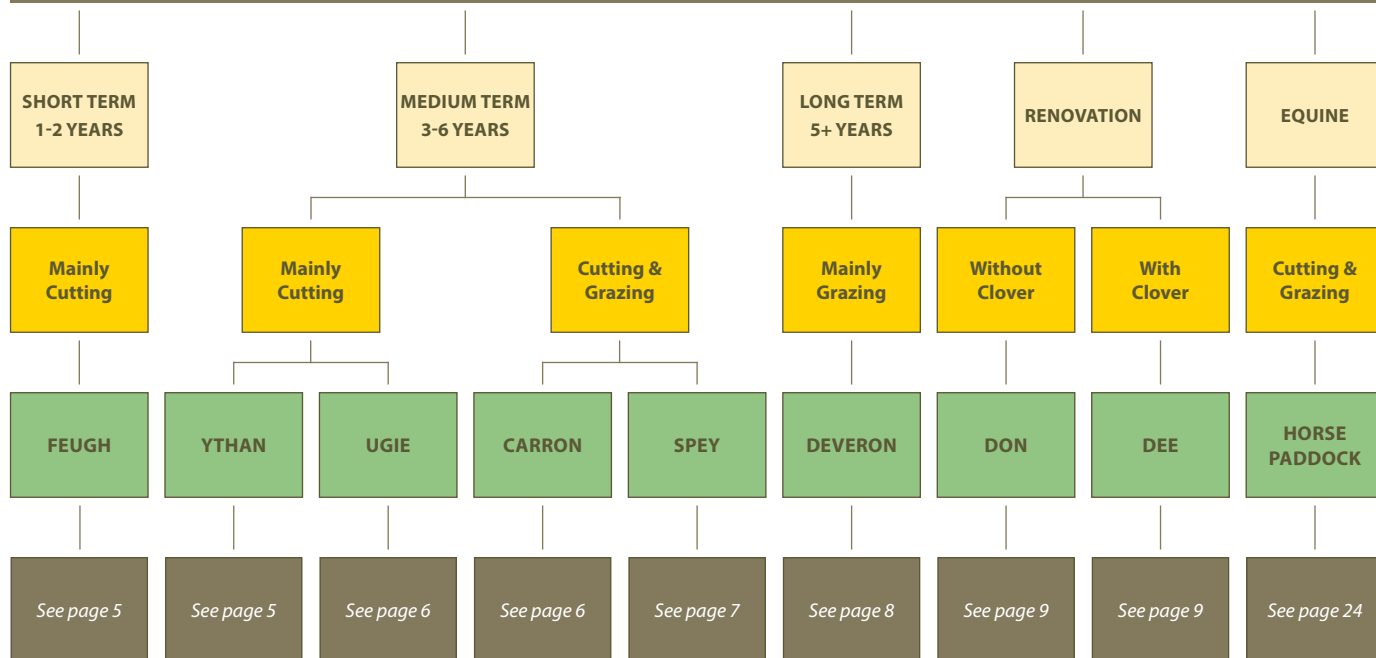 SHORT TERM
1-2 YEARS
MEDIUM TERM
3-6 YEARS
LONG TERM
5+ YEARS
RENOVATION
EQUINE
Mainly
Cutting
Mainly
Cutting
Cutting &
Grazing
Mainly
Grazing
Without
Clover
With
Clover
Cutting &
Grazing
FEUGH
YTHAN
UGIE
CARRON
SPEY
DEVERON
DON
DEE
HORSE
PADDOCK
See page 5
See page 5
See page 6
See page 6
See page 7
See page 8
See page 9
See page 9
See page 24